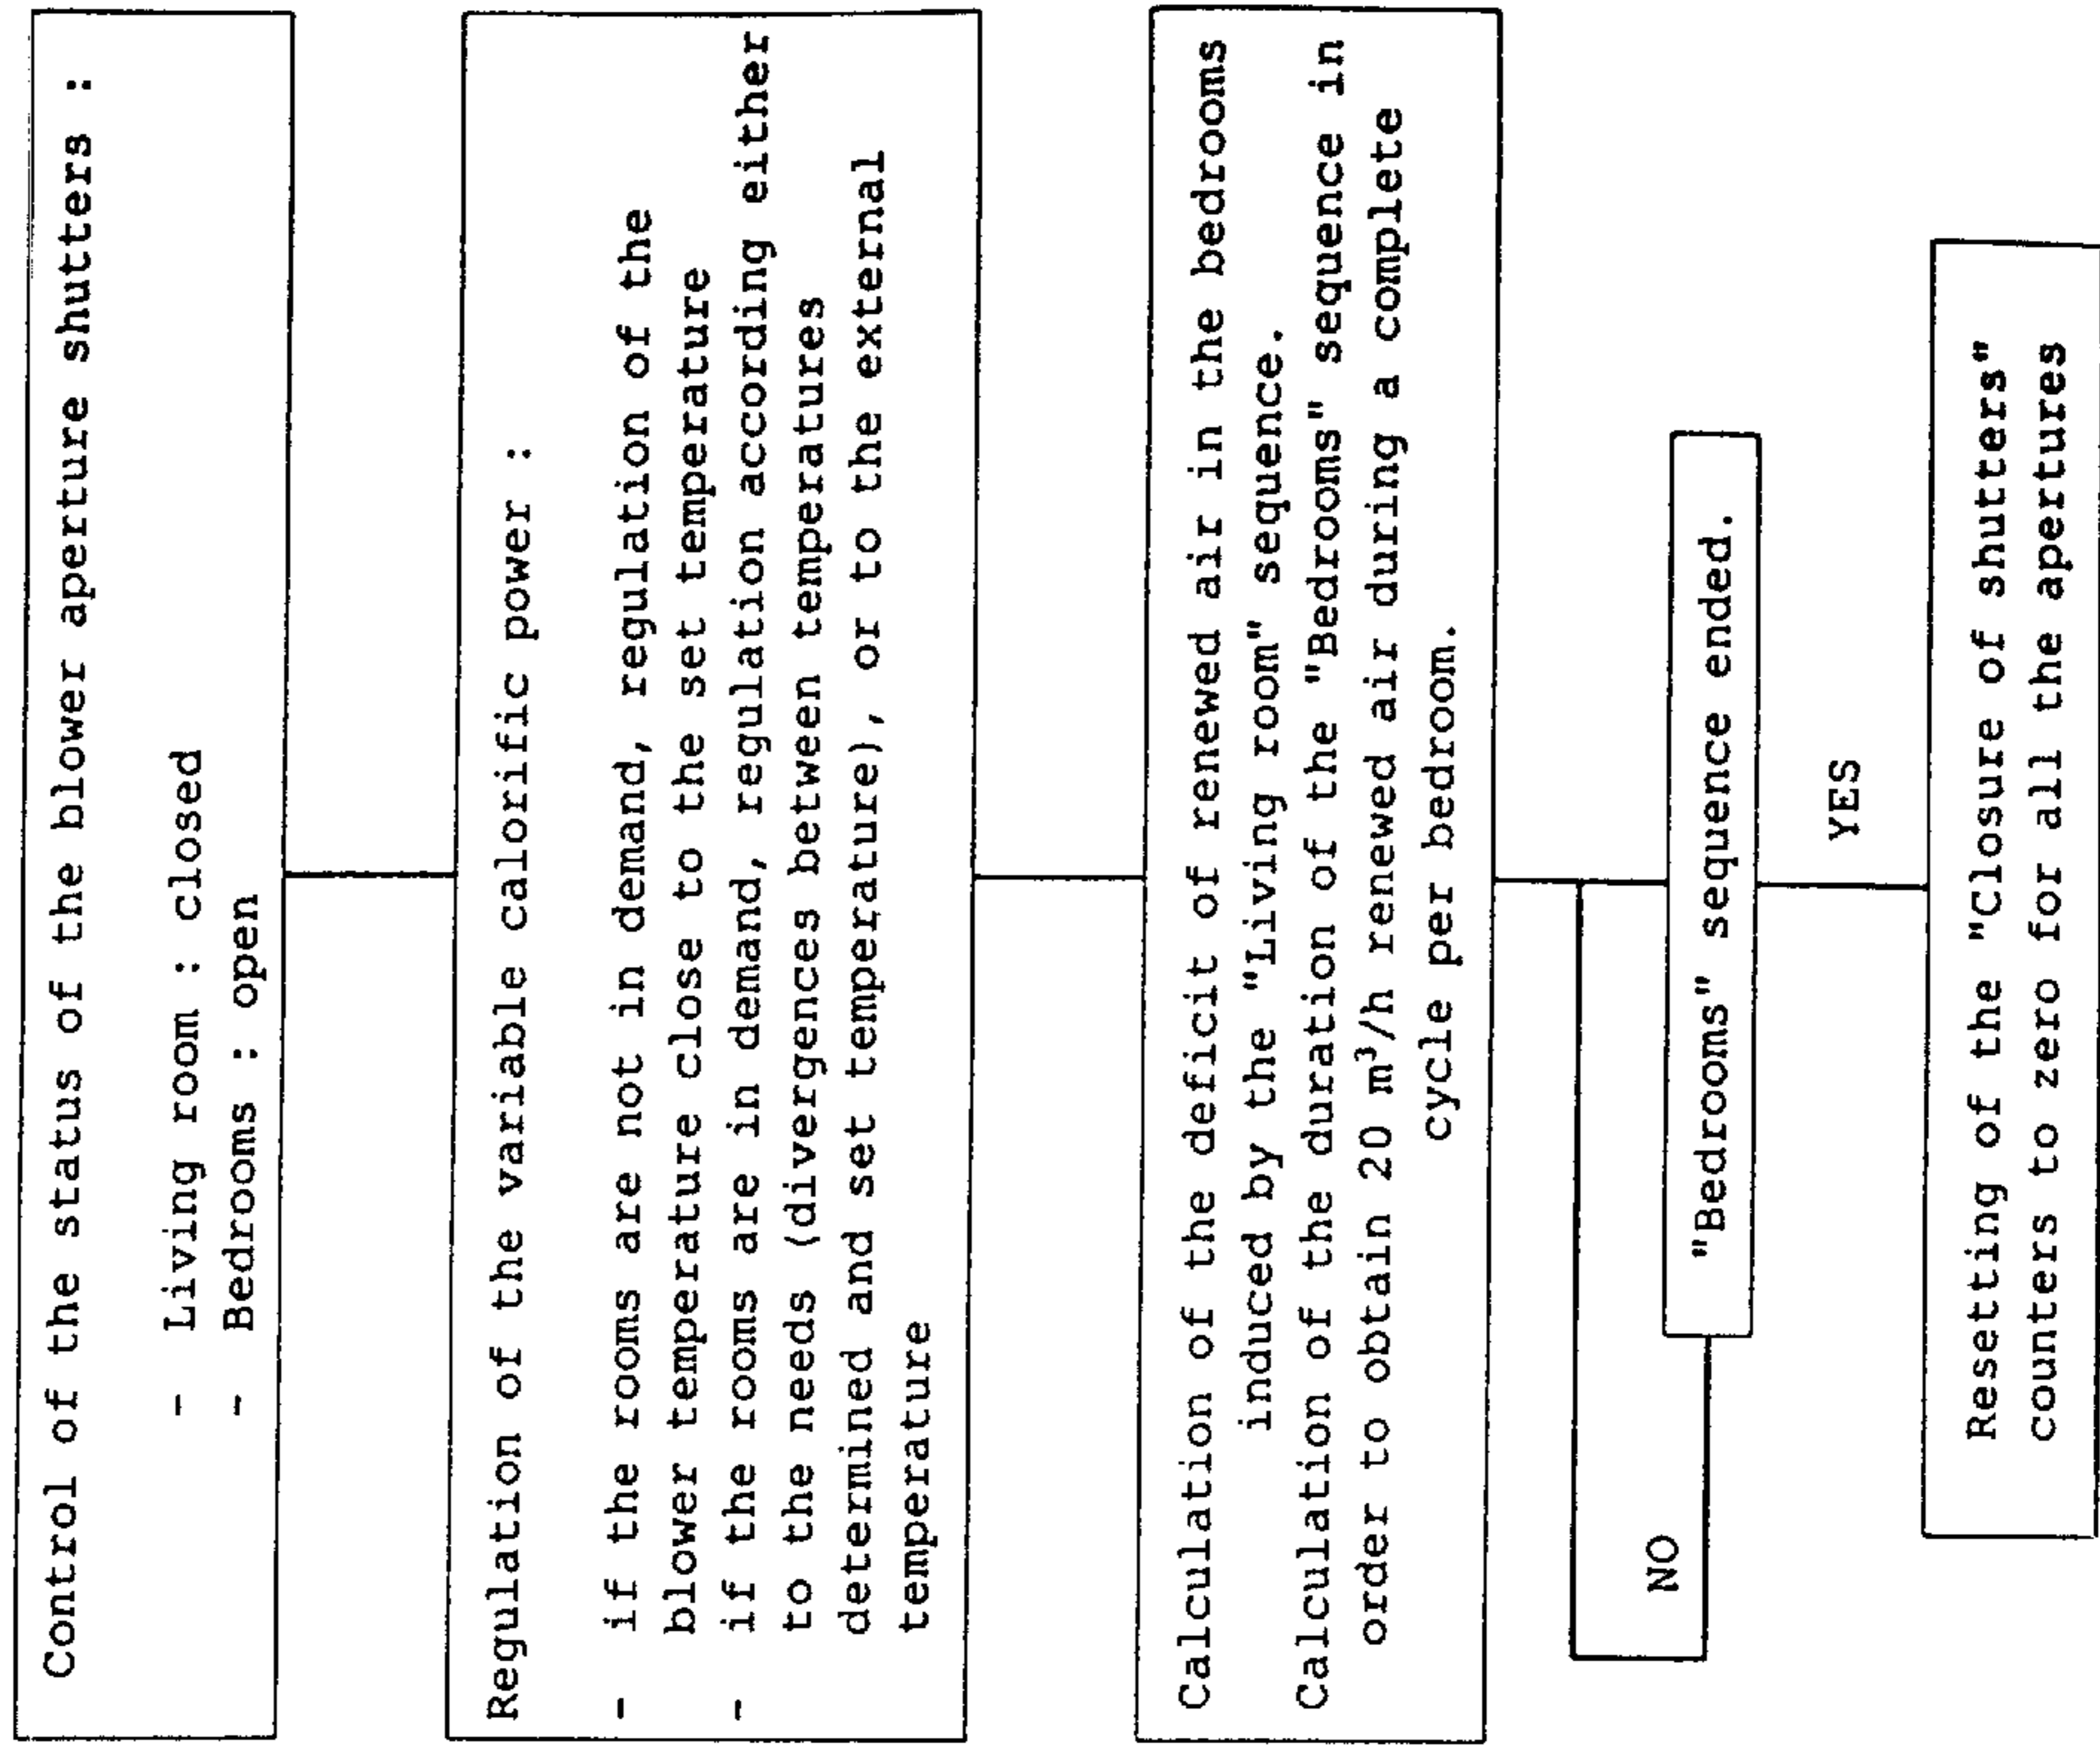 Control of the status of the blower aperture shutters :
- Living room : closed
- Bedrooms : open
Regulation of the variable calorific power :
- if the rooms are not in demand, regulation of the
blower temperature close to the set temperature
- if the rooms are in demand, regulation according either
to the needs (divergences between temperatures
determined and set temperature), or to the external
temperature
Calculation of the deficit of renewed air in the bedrooms
induced by the "Living room" sequence.
Calculation of the duration of the "Bedrooms" sequence in
order to obtain 20 m³/h renewed air during a complete
cycle per bedroom.
NO
"Bedrooms" sequence ended.
YES
Resetting of the "Closure of shutters"
counters to zero for all the apertures